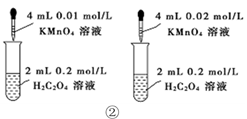 4 mL 0.01 mol/L
KMnO₄ 溶液
2 mL 0.2 mol/L
H₂C₂O₄ 溶液
4 mL 0.02 mol/L
KMnO₄ 溶液
2 mL 0.2 mol/L
H₂C₂O₄ 溶液
②